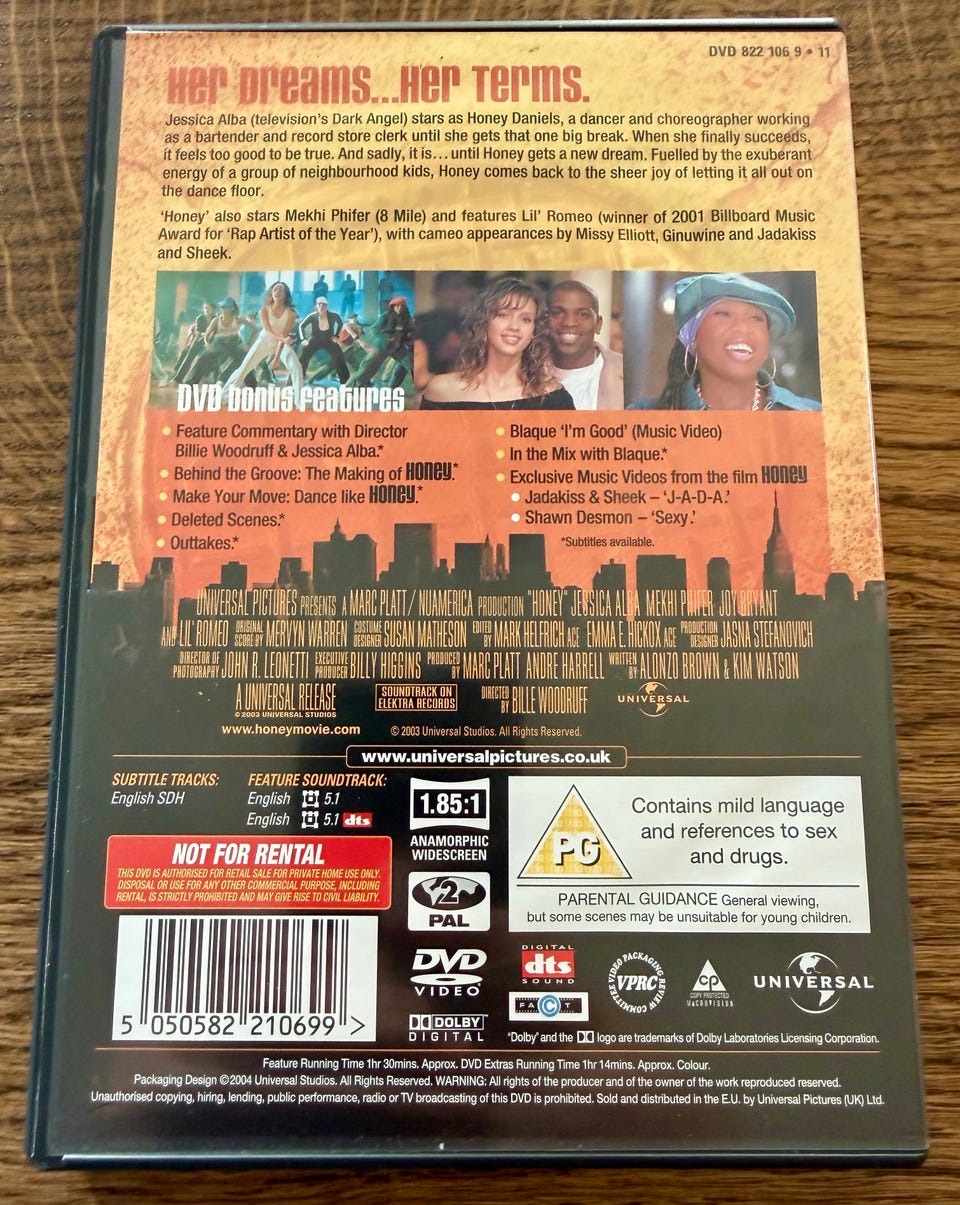 DVD 822 106 9 • 11
Her Dreams...Her Terms.
Jessica Alba (television's Dark Angel) stars as Honey Daniels, a dancer and choreographer working
as a bartender and record store clerk until she gets that one big break. When she finally succeeds,
it feels too good to be true. And sadly, it is... until Honey gets a new dream. Fuelled by the exuberant
energy of a group of neighbourhood kids, Honey comes back to the sheer joy of letting it all out on
the dance floor.
'Honey' also stars Mekhi Phifer (8 Mile) and features Lil' Romeo (winner of 2001 Billboard Music
Award for 'Rap Artist of the Year'), with cameo appearances by Missy Elliott, Ginuwine and Jadakiss
and Sheek.
DVD bonus features
• Feature Commentary with Director
Billie Woodruff & Jessica Alba.*
• Behind the Groove: The Making of HONEY.*
• Make Your Move: Dance like HONEY.*
• Deleted Scenes.*
• Outtakes.*
• Blaque 'I'm Good' (Music Video)
• In the Mix with Blaque.*
• Exclusive Music Videos from the film HONEY
• Jadakiss & Sheek – 'J-A-D-A.'
• Shawn Desmon – 'Sexy.'
*Subtitles available.
UNIVERSAL PICTURES PRESENTS A MARC PLATT/NUAMERICA PRODUCTION "HONEY" JESSICA ALBA MEKHI PHIFER JOY BRYANT
AND LIL' ROMEO ORIGINAL SCORE BY MERVYN WARREN COSTUME DESIGNER SUSAN MATHESON EDITED BY MARK HELFRICH ACE EMMA E. HICKOX ACE PRODUCTION DESIGNER JASNA STEFANOVICH
DIRECTOR OF PHOTOGRAPHY JOHN R. LEONETTI EXECUTIVE PRODUCER BILLY HIGGINS PRODUCED BY MARC PLATT ANDRE HARRELL WRITTEN BY ALONZO BROWN & KIM WATSON
A UNIVERSAL RELEASE
© 2003 UNIVERSAL STUDIOS
SOUNDTRACK ON
ELEKTRA RECORDS
DIRECTED BY BILLE WOODRUFF
UNIVERSAL
www.honeymovie.com
© 2003 Universal Studios. All Rights Reserved.
www.universalpictures.co.uk
SUBTITLE TRACKS:
English SDH
FEATURE SOUNDTRACK:
English 5.1
English 5.1 dts
1.85:1
ANAMORPHIC
WIDESCREEN
PG
Contains mild language
and references to sex
and drugs.
PARENTAL GUIDANCE General viewing,
but some scenes may be unsuitable for young children.
NOT FOR RENTAL
THIS DVD IS AUTHORISED FOR RETAIL SALE FOR PRIVATE HOME USE ONLY.
DISPOSAL OR USE FOR ANY OTHER COMMERCIAL PURPOSE, INCLUDING
RENTAL, IS STRICTLY PROHIBITED AND MAY GIVE RISE TO CIVIL LIABILITY.
2
PAL
5 050582 210699 >
DVD
VIDEO
DOLBY
DIGITAL
DIGITAL
dts
SOUND
FACT
VIDEO PACKAGING REVIEW COMMITTEE
VPRC
CP
COPY PROTECTED
MACROVISION
UNIVERSAL
"Dolby" and the DD logo are trademarks of Dolby Laboratories Licensing Corporation.
Feature Running Time 1hr 30mins. Approx. DVD Extras Running Time 1hr 14mins. Approx. Colour.
Packaging Design ©2004 Universal Studios. All Rights Reserved. WARNING: All rights of the producer and of the owner of the work reproduced reserved.
Unauthorised copying, hiring, lending, public performance, radio or TV broadcasting of this DVD is prohibited. Sold and distributed in the E.U. by Universal Pictures (UK) Ltd.